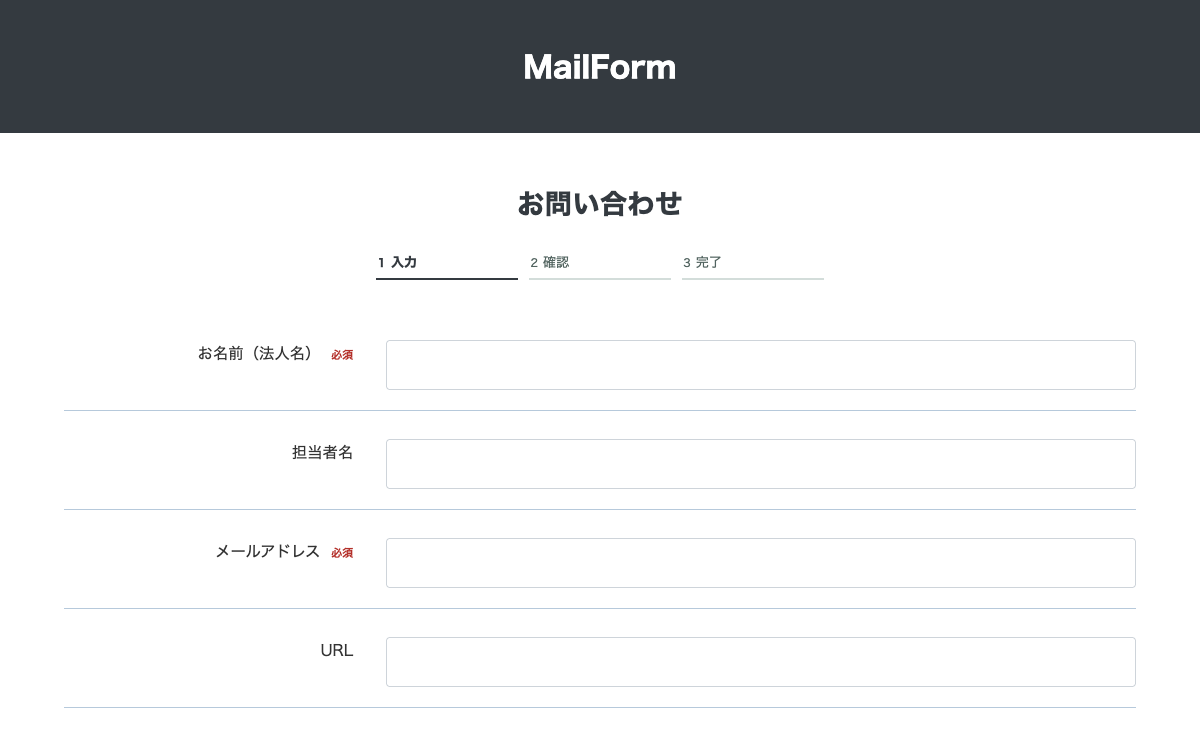 MailForm
お問い合わせ
1 入力 2 確認 3 完了
お名前（法人名） 必須
担当者名
メールアドレス 必須
URL